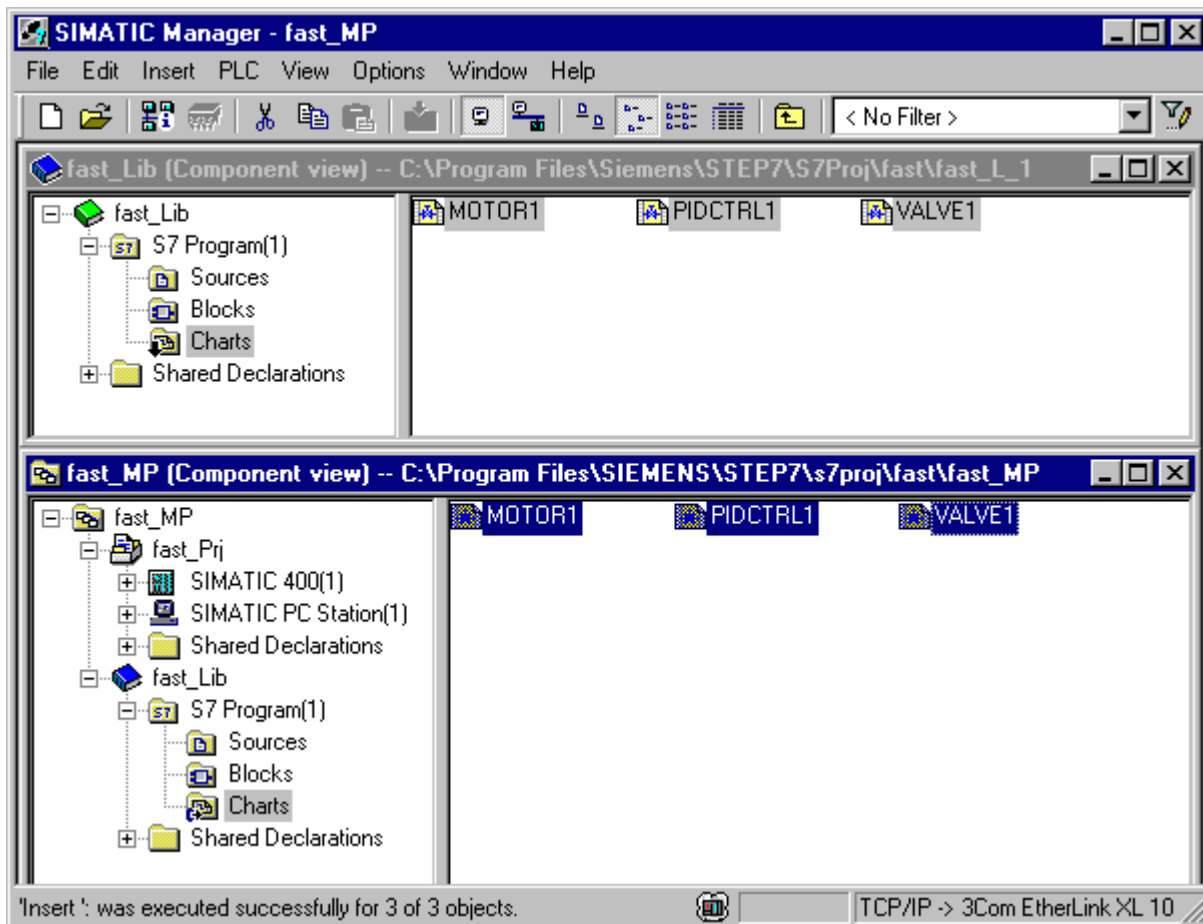 SIMATIC Manager - fast_MP
File Edit Insert PLC View Options Window Help
< No Filter >
fast_Lib (Component view) -- C:\Program Files\Siemens\STEP7\S7Proj\fast\fast_L_1
fast_Lib
S7 Program(1)
Sources
Blocks
Charts
Shared Declarations
MOTOR1 PIDCTRL1 VALVE1
fast_MP (Component view) -- C:\Program Files\SIEMENS\STEP7\s7proj\fast\fast_MP
fast_MP
fast_Prj
SIMATIC 400(1)
SIMATIC PC Station(1)
Shared Declarations
fast_Lib
S7 Program(1)
Sources
Blocks
Charts
Shared Declarations
MOTOR1 PIDCTRL1 VALVE1
'Insert ': was executed successfully for 3 of 3 objects. TCP/IP -> 3Com EtherLink XL 10